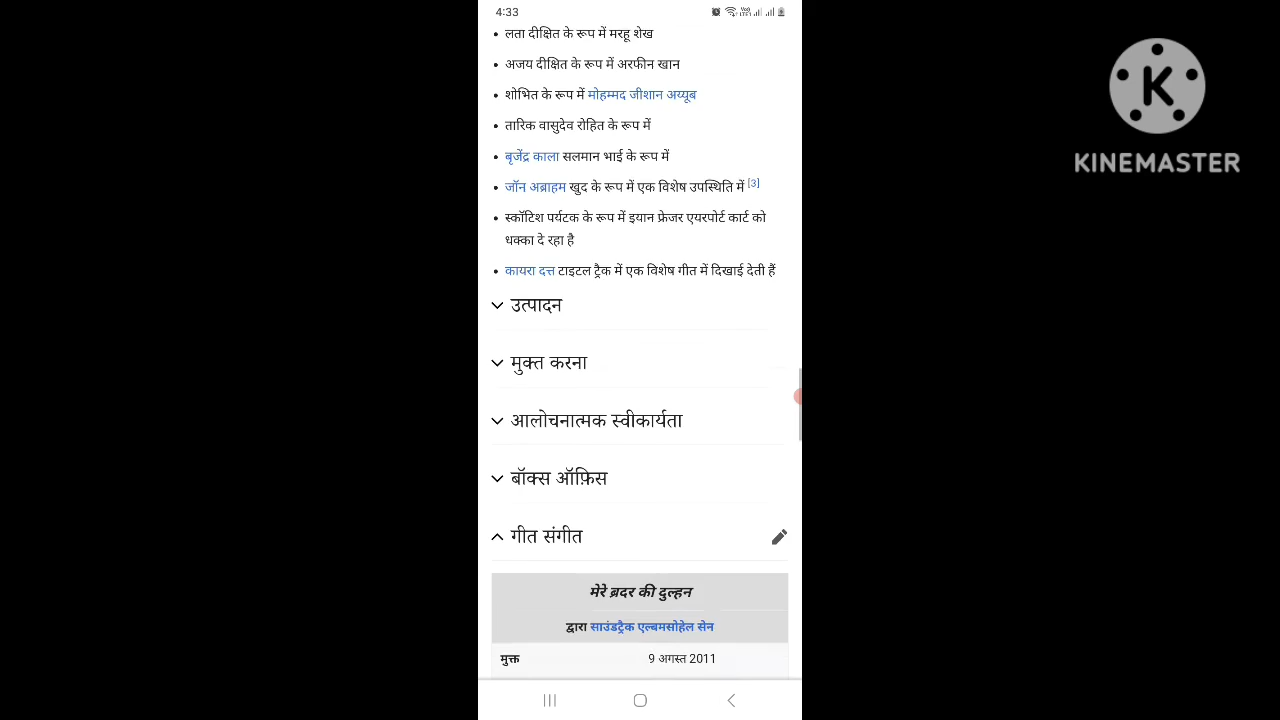 4:33
KINEMASTER
लता दीक्षित के रूप में मरहू शेख
अजय दीक्षित के रूप में अरफीन खान
शोभित के रूप में मोहम्मद जीशान अय्यूब
तारिक वासुदेव रोहित के रूप में
बृजेंद्र काला सलमान भाई के रूप में
जॉन अब्राहम खुद के रूप में एक विशेष उपस्थिति में [3]
स्कॉटिश पर्यटक के रूप में इयान फ्रेजर एयरपोर्ट कार्ट को
धक्का दे रहा है
कायरा दत्त टाइटल ट्रैक में एक विशेष गीत में दिखाई देती हैं
उत्पादन
मुक्त करना
आलोचनात्मक स्वीकार्यता
बॉक्स ऑफ़िस
गीत संगीत
मेरे ब्रदर की दुल्हन
द्वारा साउंडट्रैक एल्बमसोहेल सेन
मुक्त 9 अगस्त 2011